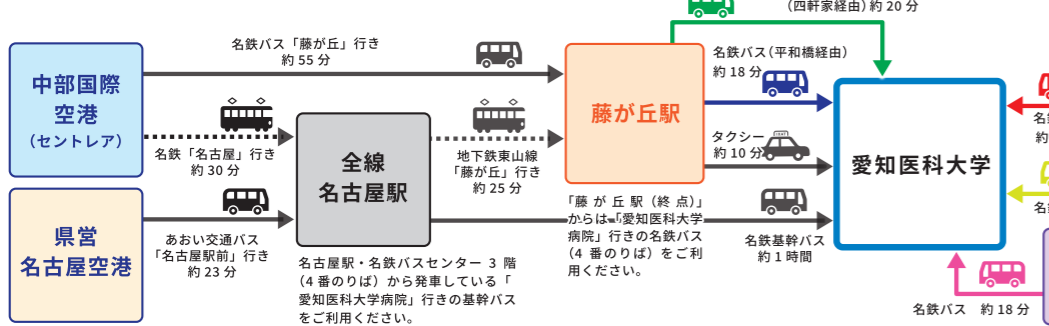 （四軒家経由）約 20 分
名鉄バス「藤が丘」行き
約 55 分
中部国際
空港
（セントレア）
名鉄「名古屋」行き
約 30 分
県営
名古屋空港
あおい交通バス
「名古屋駅前」行き
約 23 分
全線
名古屋駅
名古屋駅・名鉄バスセンター 3 階
（4 番のりば）から発車している「
愛知医科大学病院」行きの基幹バス
をご利用ください。
地下鉄東山線
「藤が丘」行き
約 25 分
藤が丘駅
「藤 が 丘 駅（終 点）」
からは「愛知医科大学
病院」行きの名鉄バス
（4 番のりば）をご利
用ください。
名鉄バス（平和橋経由）
約 18 分
タクシー
約 10 分
TAXI
名鉄基幹バス
約 1 時間
愛知医科大学
名鉄バス　約 18 分